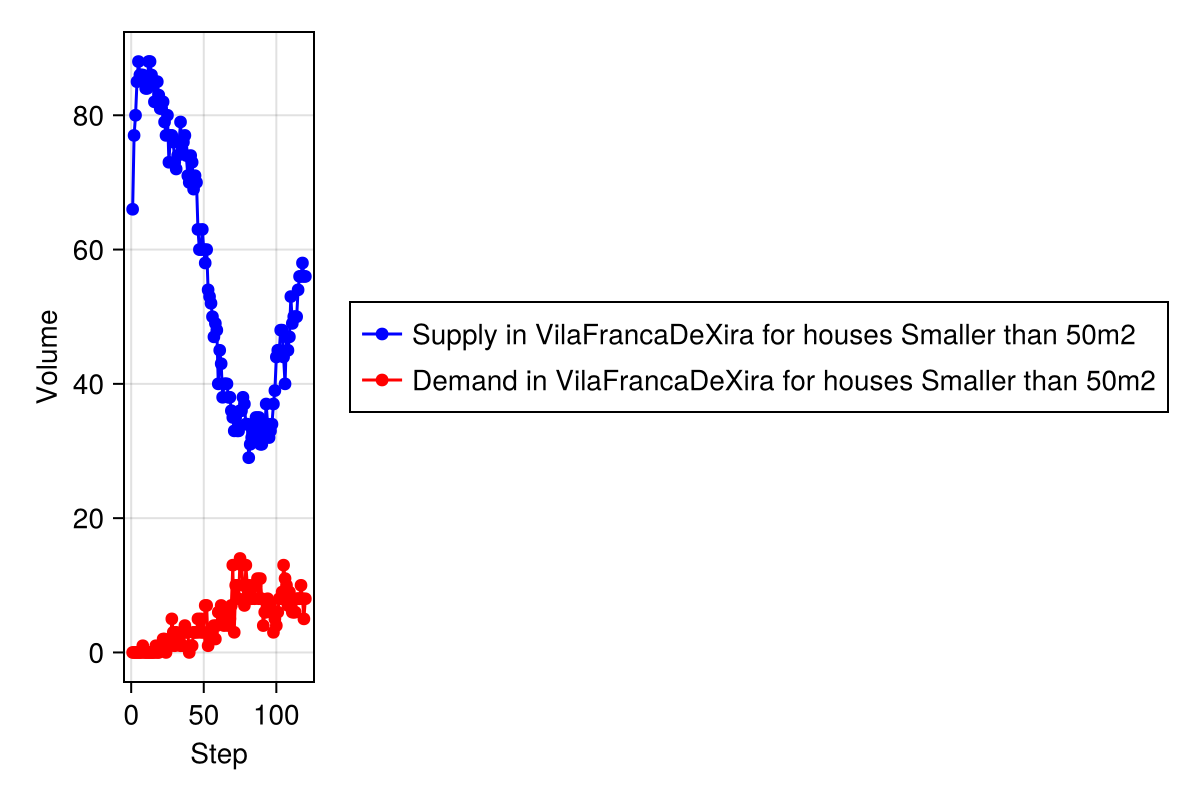 Volume
80
60
40
20
0
0 50 100
Step
Supply in VilaFrancaDeXira for houses Smaller than 50m2
Demand in VilaFrancaDeXira for houses Smaller than 50m2